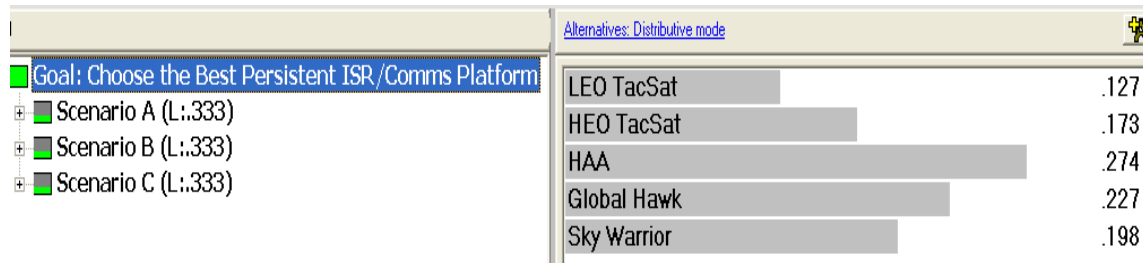 Goal: Choose the Best Persistent ISR/Comms Platform
Scenario A (L:.333)
Scenario B (L:.333)
Scenario C (L:.333)
Alternatives: Distributive mode
LEO TacSat .127
HEO TacSat .173
HAA .274
Global Hawk .227
Sky Warrior .198